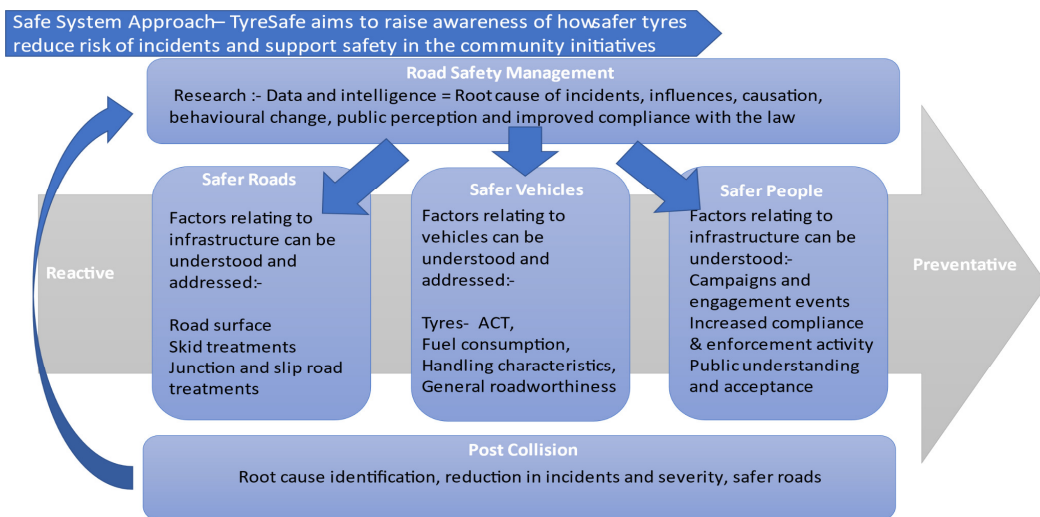 Safe System Approach– TyreSafe aims to raise awareness of howsafer tyres
reduce risk of incidents and support safety in the community initiatives
Road Safety Management
Research :- Data and intelligence = Root cause of incidents, influences, causation,
behavioural change, public perception and improved compliance with the law
Reactive
Safer Roads
Factors relating to
infrastructure can be
understood and
addressed:-
Road surface
Skid treatments
Junction and slip road
treatments
Safer Vehicles
Factors relating to
vehicles can be
understood and
addressed:-
Tyres- ACT,
Fuel consumption,
Handling characteristics,
General roadworthiness
Safer People
Factors relating to
infrastructure can be
understood:-
Campaigns and
engagement events
Increased compliance
& enforcement activity
Public understanding
and acceptance
Preventative
Post Collision
Root cause identification, reduction in incidents and severity, safer roads